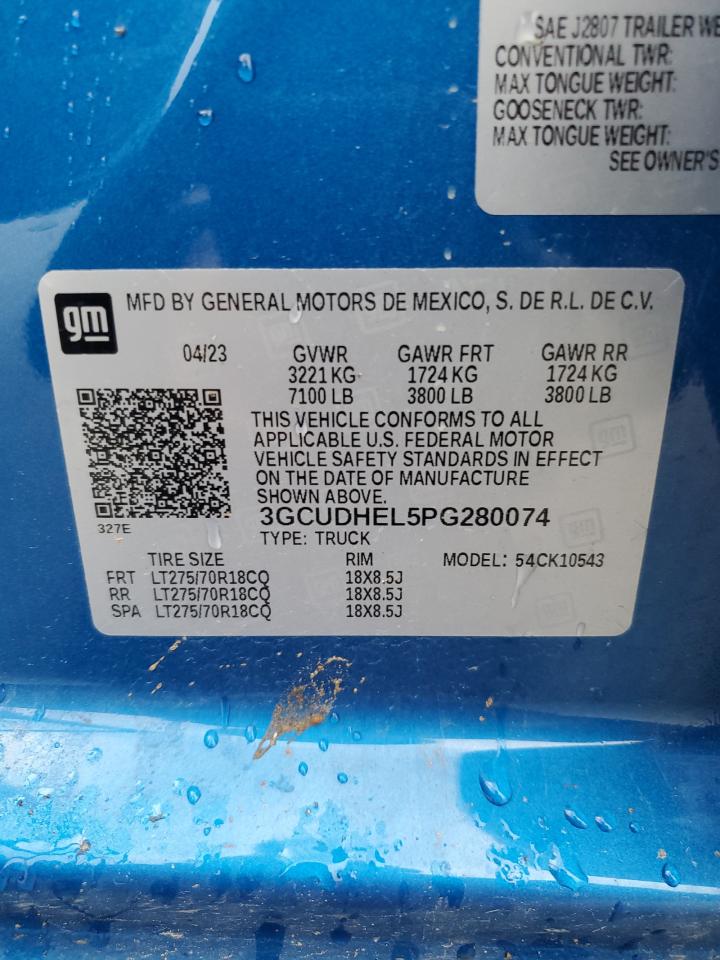 SAE J2807 TRAILER WE
CONVENTIONAL TWR:
MAX TONGUE WEIGHT:
GOOSENECK TWR:
MAX TONGUE WEIGHT:
SEE OWNER'S
gm
MFD BY GENERAL MOTORS DE MEXICO, S. DE R.L. DE C.V.
04/23 GVWR GAWR FRT GAWR RR
3221 KG 1724 KG 1724 KG
7100 LB 3800 LB 3800 LB
THIS VEHICLE CONFORMS TO ALL
APPLICABLE U.S. FEDERAL MOTOR
VEHICLE SAFETY STANDARDS IN EFFECT
ON THE DATE OF MANUFACTURE
SHOWN ABOVE.
327E
3GCUDHEL5PG280074
TYPE: TRUCK
TIRE SIZE RIM MODEL: 54CK10543
FRT LT275/70R18CQ 18X8.5J
RR LT275/70R18CQ 18X8.5J
SPA LT275/70R18CQ 18X8.5J